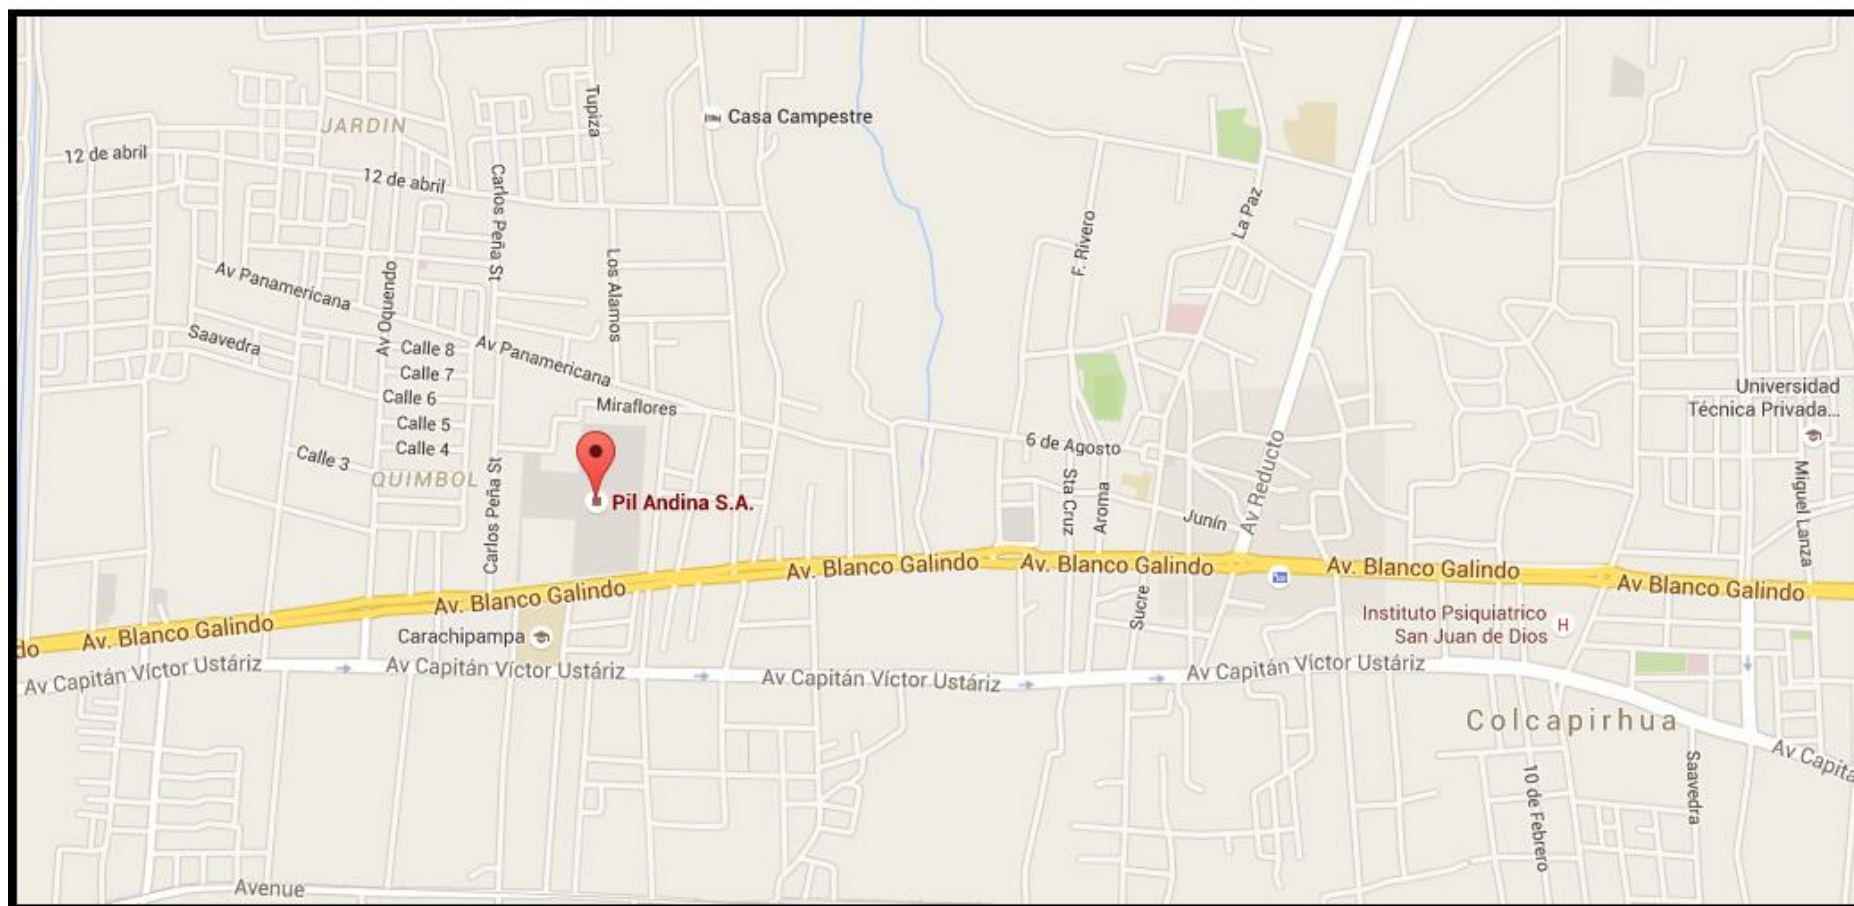 Tupiza
Casa Campestre
JARDIN
12 de abril
12 de abril
Carlos Peña St
La Paz
F. Rivero
Los Alamos
Av Panamericana
Av Oquendo
Saavedra
Calle 8
Av Panamericana
Calle 7
Calle 6
Miraflores
Universidad
Técnica Privada...
Calle 5
Calle 4
6 de Agosto
Calle 3
QUIMBOL
Carlos Peña St
Pil Andina S.A.
Sta Cruz
Aroma
Junín
Av Reducto
Miguel Lanza
Av. Blanco Galindo
Av. Blanco Galindo
Av. Blanco Galindo
Av Blanco Galindo
Av. Blanco Galindo
Av. Blanco Galindo
do
Sucre
Instituto Psiquiatrico
San Juan de Dios
H
Carachipampa
Av Capitán Víctor Ustáriz
Av Capitán Víctor Ustáriz
Av Capitán Víctor Ustáriz
Av Capitán Víctor Ustáriz
Colcapirhua
Av Capita
Saavedra
10 de Febrero
Avenue